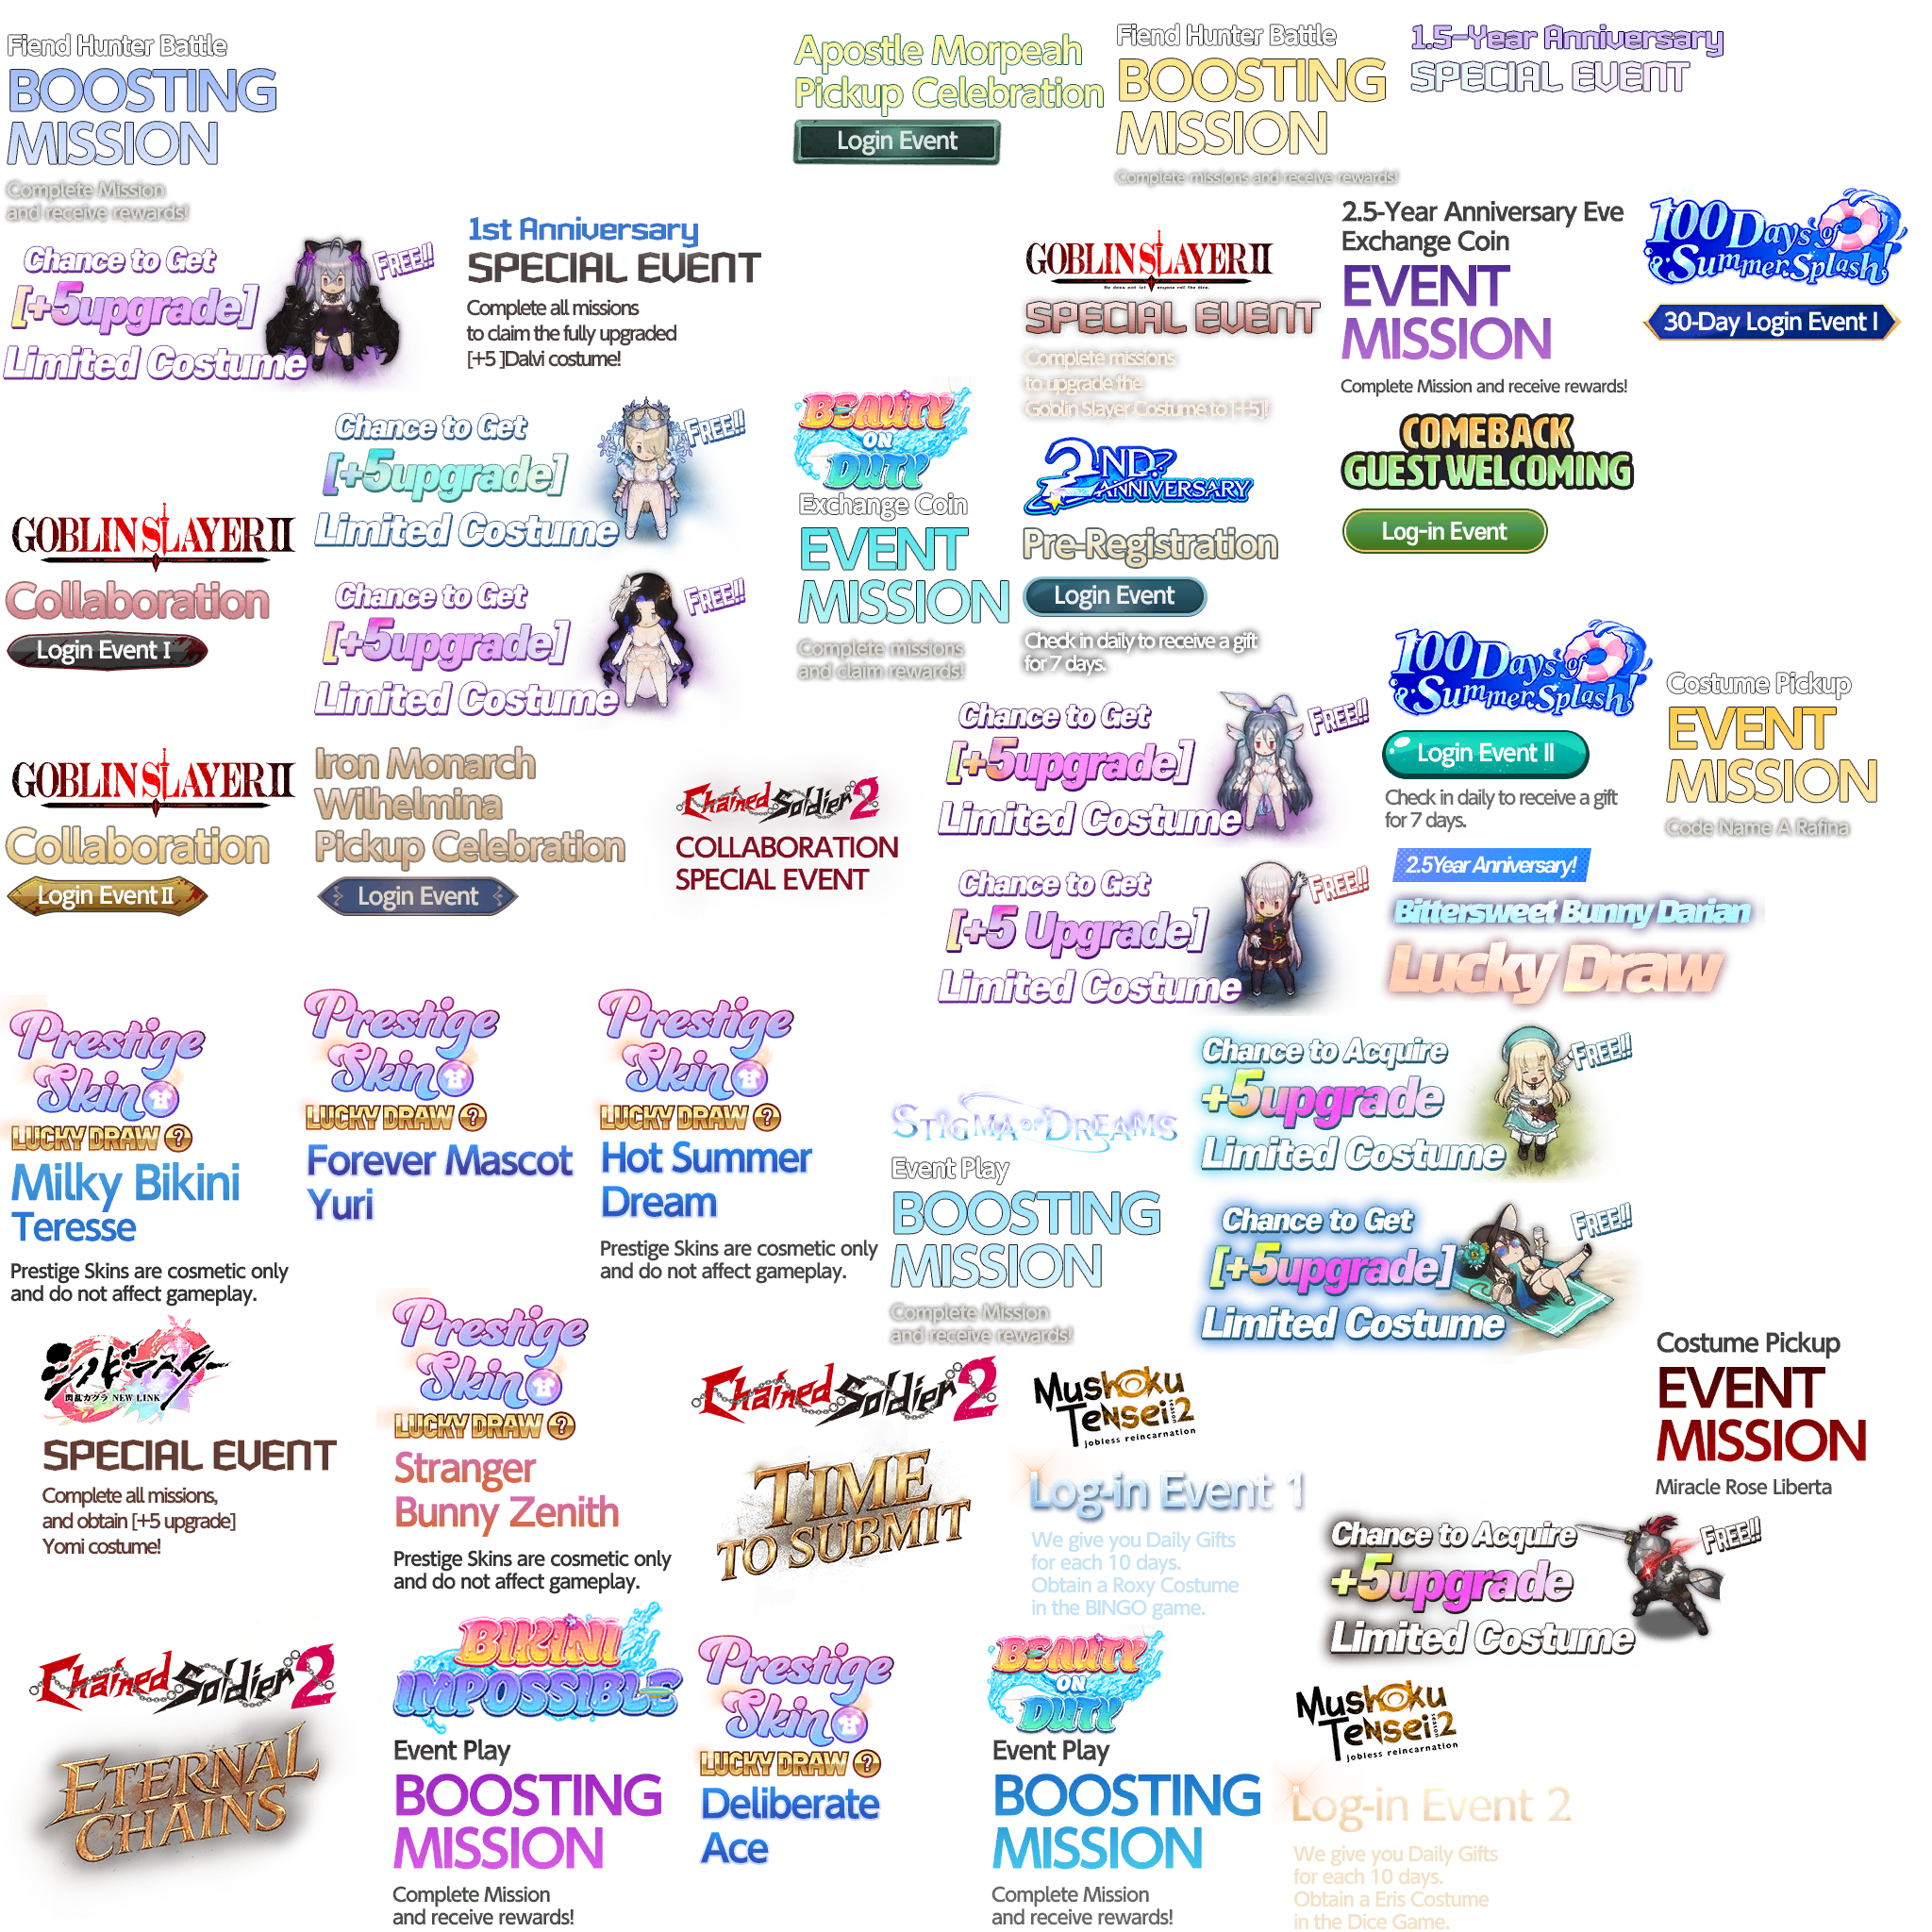 Fiend Hunter Battle
BOOSTING
MISSION
Complete Mission
and receive rewards!
Apostle Morpeah
Pickup Celebration
Login Event
Fiend Hunter Battle
BOOSTING
MISSION
Complete missions and receive rewards!
1.5-Year Anniversary
SPECIAL EVENT
Chance to Get
[+5upgrade]
Limited Costume
FREE!!
1st Anniversary
SPECIAL EVENT
Complete all missions
to claim the fully upgraded
[+5 ]Dalvi costume!
GOBLIN SLAYER II
SPECIAL EVENT
Complete missions
to upgrade the
Goblin Slayer Costume to [+5]!
2.5-Year Anniversary Eve
Exchange Coin
EVENT
MISSION
Complete Mission and receive rewards!
100 Days of
Summer Splash!
30-Day Login Event I
Chance to Get
[+5upgrade]
Limited Costume
FREE!!
BEAUTY
ON
DUTY
Exchange Coin
EVENT
MISSION
Complete missions
and claim rewards!
2ND
ANNIVERSARY
Pre-Registration
Login Event
Check in daily to receive a gift
for 7 days.
COMEBACK
GUEST WELCOMING
Log-in Event
GOBLIN SLAYER II
Collaboration
Login Event I
Chance to Get
[+5upgrade]
Limited Costume
FREE!!
100 Days of
Summer Splash!
Login Event II
Check in daily to receive a gift
for 7 days.
Costume Pickup
EVENT
MISSION
Code Name A Rafina
GOBLIN SLAYER II
Collaboration
Login Event II
Iron Monarch
Wilhelmina
Pickup Celebration
Login Event
Chained Soldier 2
COLLABORATION
SPECIAL EVENT
Chance to Get
[+5upgrade]
Limited Costume
FREE!!
Chance to Get
[+5 Upgrade]
Limited Costume
FREE!!
2.5Year Anniversary!
Bittersweet Bunny Darian
Lucky Draw
Prestige
Skin
LUCKY DRAW ?
Milky Bikini
Teresse
Prestige Skins are cosmetic only
and do not affect gameplay.
Prestige
Skin
LUCKY DRAW ?
Forever Mascot
Yuri
Prestige
Skin
LUCKY DRAW ?
Hot Summer
Dream
Prestige Skins are cosmetic only
and do not affect gameplay.
STIGMA OF DREAMS
Event Play
BOOSTING
MISSION
Complete Mission
and receive rewards!
Chance to Acquire
+5upgrade
Limited Costume
FREE!!
Chance to Get
[+5upgrade]
Limited Costume
FREE!!
シノビマスター
閃乱カグラ NEW LINK
SPECIAL EVENT
Complete all missions,
and obtain [+5 upgrade]
Yomi costume!
Prestige
Skin
LUCKY DRAW ?
Stranger
Bunny Zenith
Prestige Skins are cosmetic only
and do not affect gameplay.
Chained Soldier 2
TIME
TO SUBMIT
Mushoku
Tensei 2
jobless reincarnation
Log-in Event 1
We give you Daily Gifts
for each 10 days.
Obtain a Roxy Costume
in the BINGO game.
Costume Pickup
EVENT
MISSION
Miracle Rose Liberta
Chance to Acquire
+5upgrade
Limited Costume
FREE!!
Chained Soldier 2
ETERNAL
CHAINS
BIKINI
IMPOSSIBLE
Event Play
BOOSTING
MISSION
Complete Mission
and receive rewards!
Prestige
Skin
LUCKY DRAW ?
Deliberate
Ace
BEAUTY
ON
DUTY
Event Play
BOOSTING
MISSION
Complete Mission
and receive rewards!
Mushoku
Tensei 2
jobless reincarnation
Log-in Event 2
We give you Daily Gifts
for each 10 days.
Obtain a Eris Costume
in the Dice Game.